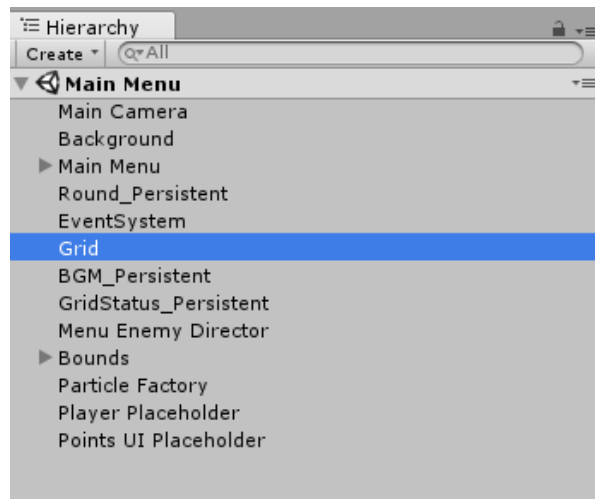 Hierarchy
Create All
Main Menu
Main Camera
Background
Main Menu
Round_Persistent
EventSystem
Grid
BGM_Persistent
GridStatus_Persistent
Menu Enemy Director
Bounds
Particle Factory
Player Placeholder
Points UI Placeholder